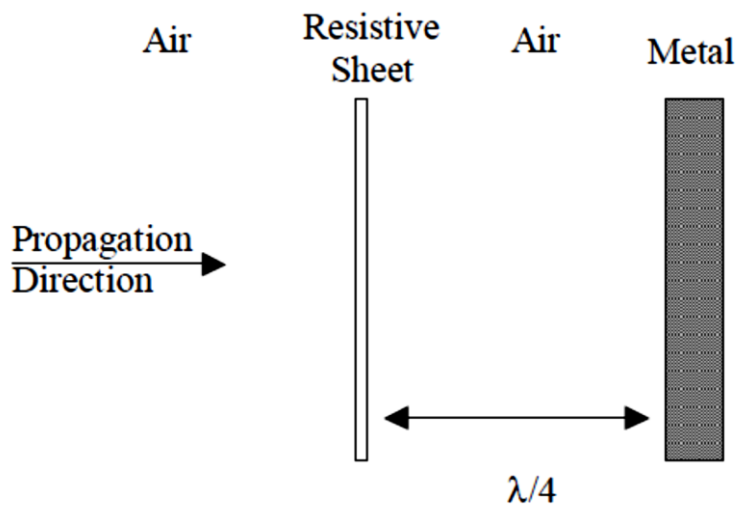 Air
Resistive
Sheet
Air
Metal
Propagation
Direction
λ/4